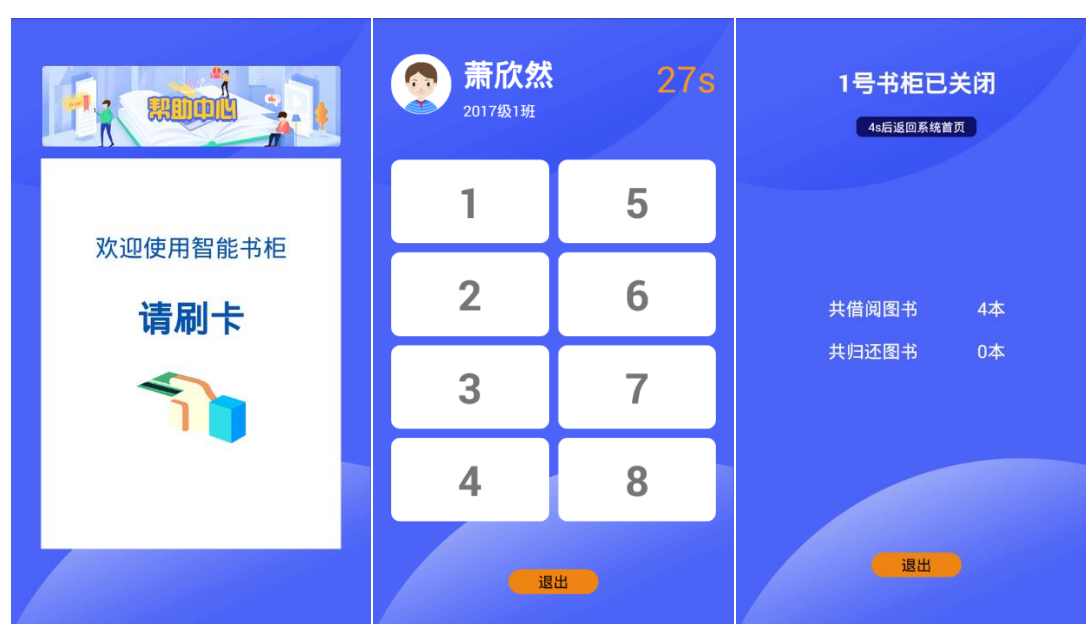 帮助中心
欢迎使用智能书柜
请刷卡
萧欣然
2017级1班
27s
1
5
2
6
3
7
4
8
退出
1号书柜已关闭
4s后返回系统首页
共借阅图书 4本
共归还图书 0本
退出